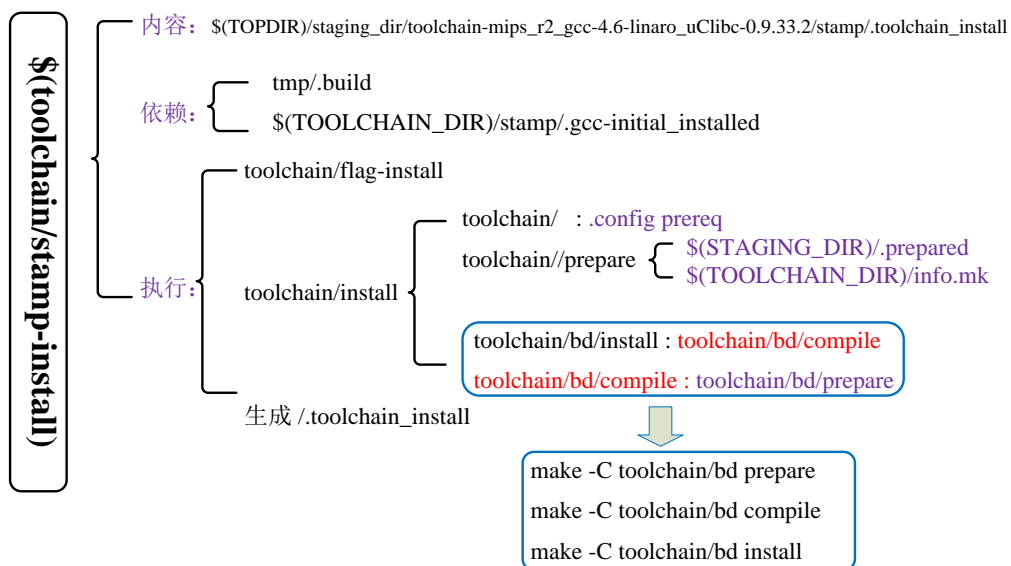 $(toolchain/stamp-install)
内容：$(TOPDIR)/staging_dir/toolchain-mips_r2_gcc-4.6-linaro_uClibc-0.9.33.2/stamp/.toolchain_install
依赖：
tmp/.build
$(TOOLCHAIN_DIR)/stamp/.gcc-initial_installed
执行：
toolchain/flag-install
toolchain/install
toolchain/ : .config prereq
toolchain//prepare
$(STAGING_DIR)/.prepared
$(TOOLCHAIN_DIR)/info.mk
toolchain/bd/install : toolchain/bd/compile
toolchain/bd/compile : toolchain/bd/prepare
生成 /.toolchain_install
make -C toolchain/bd prepare
make -C toolchain/bd compile
make -C toolchain/bd install